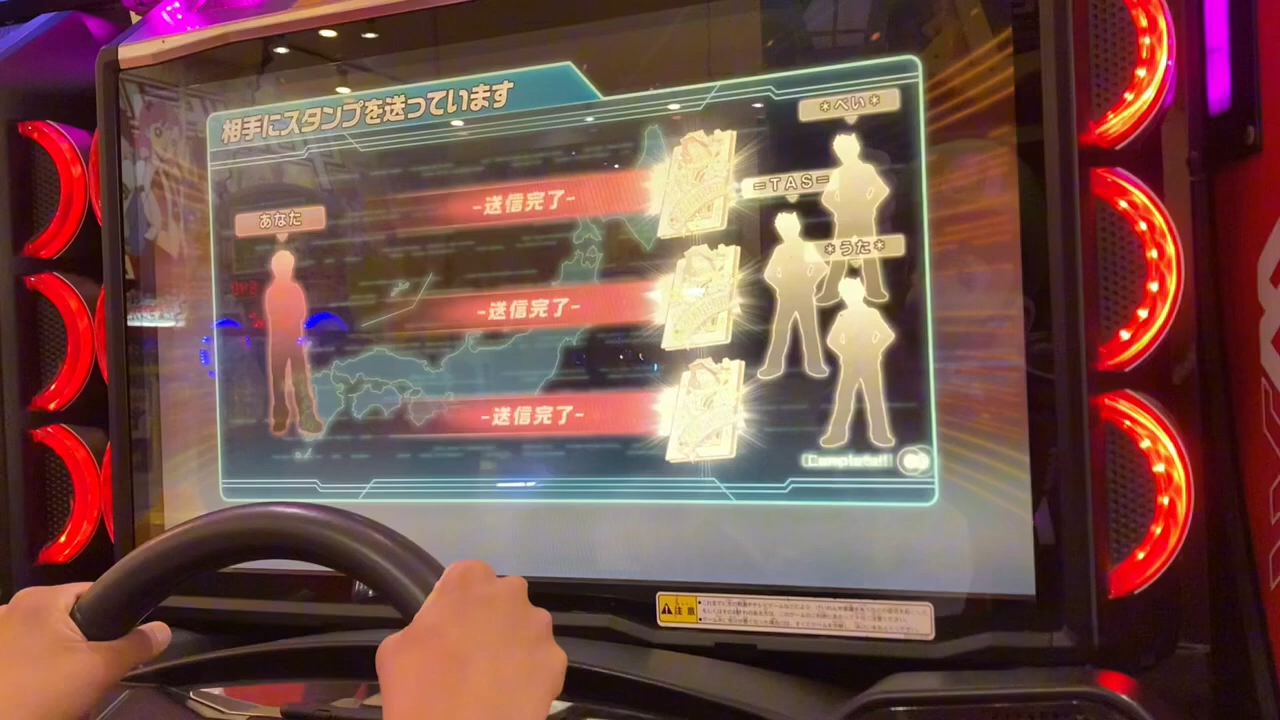 相手にスタンプを送っています
*ぺい*
=TAS=
-送信完了-
あなた
*うた*
-送信完了-
-送信完了-
Complete!!
注意